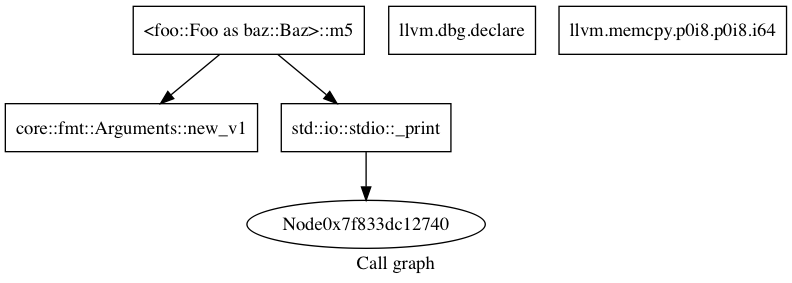 <foo::Foo as baz::Baz>::m5
llvm.dbg.declare
llvm.memcpy.p0i8.p0i8.i64
core::fmt::Arguments::new_v1
std::io::stdio::_print
Node0x7f833dc12740
Call graph